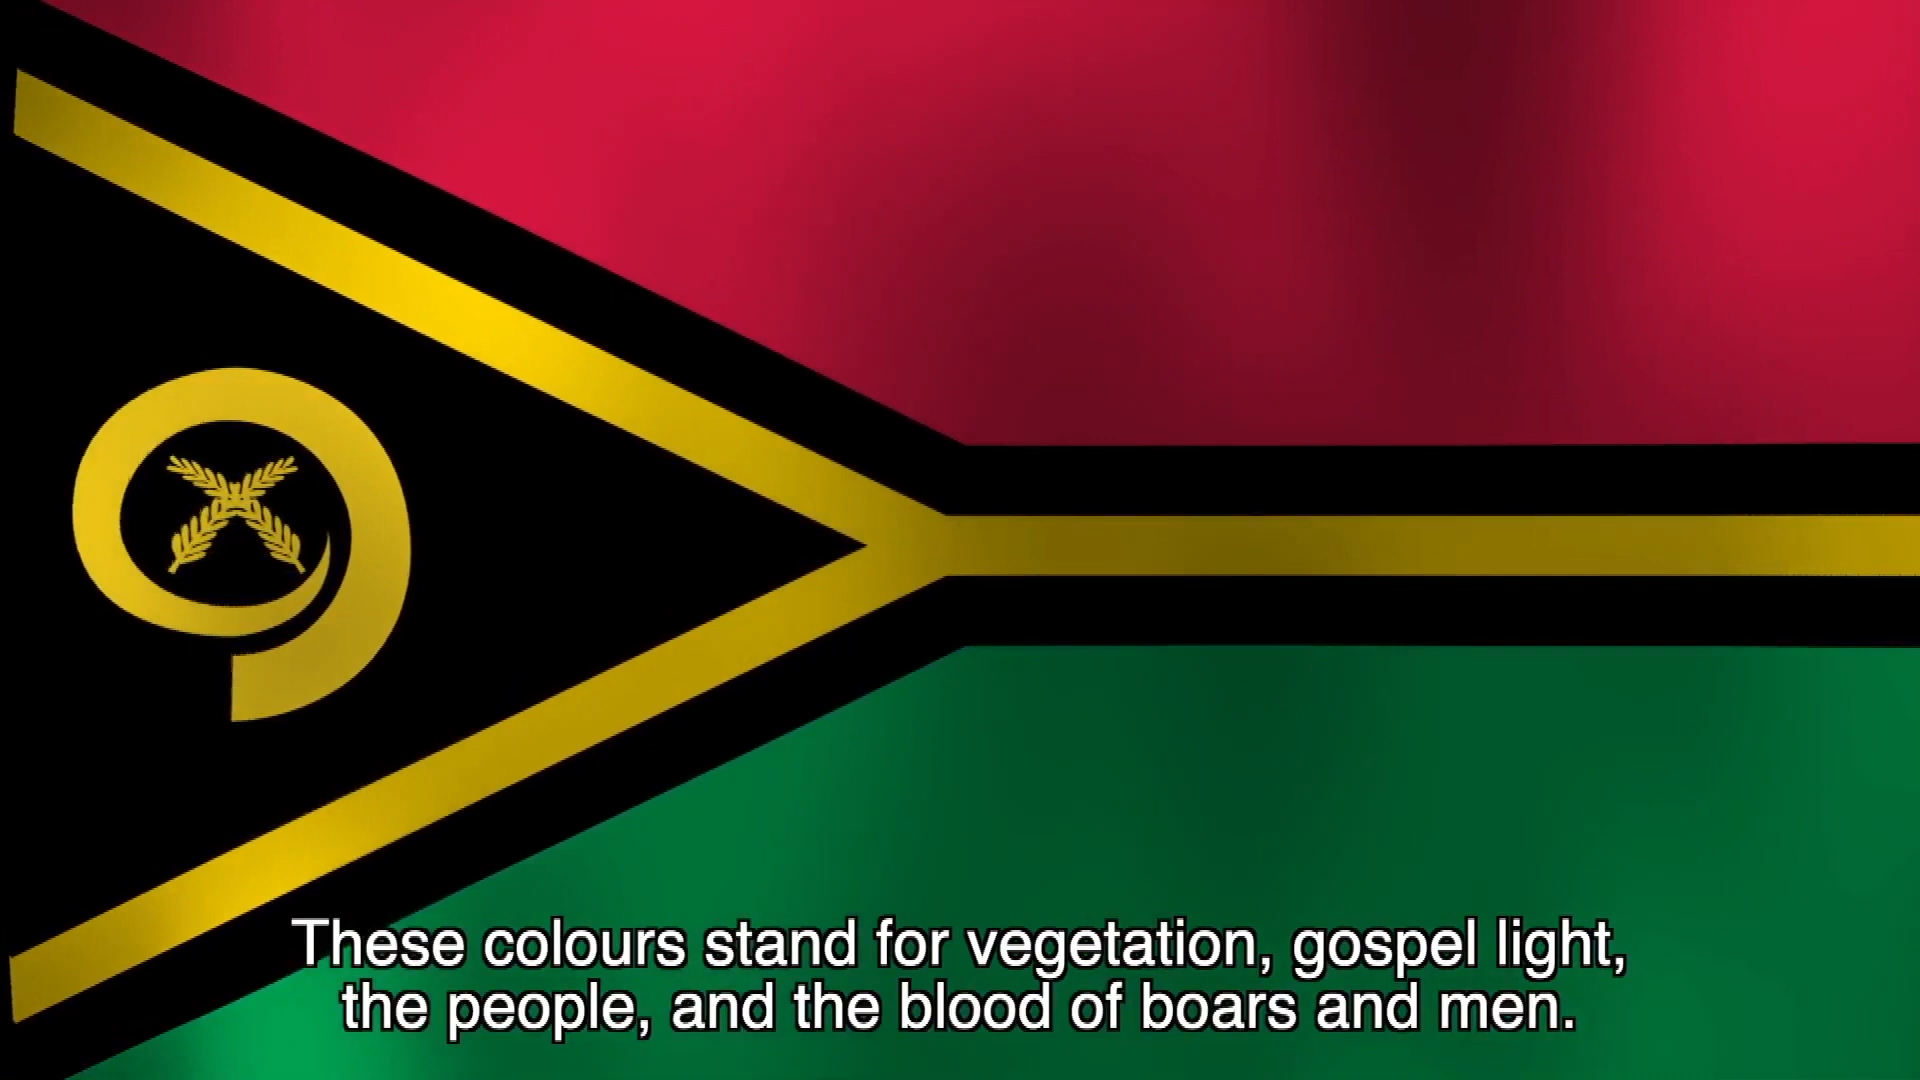 These colours stand for vegetation, gospel light,
the people, and the blood of boars and men.